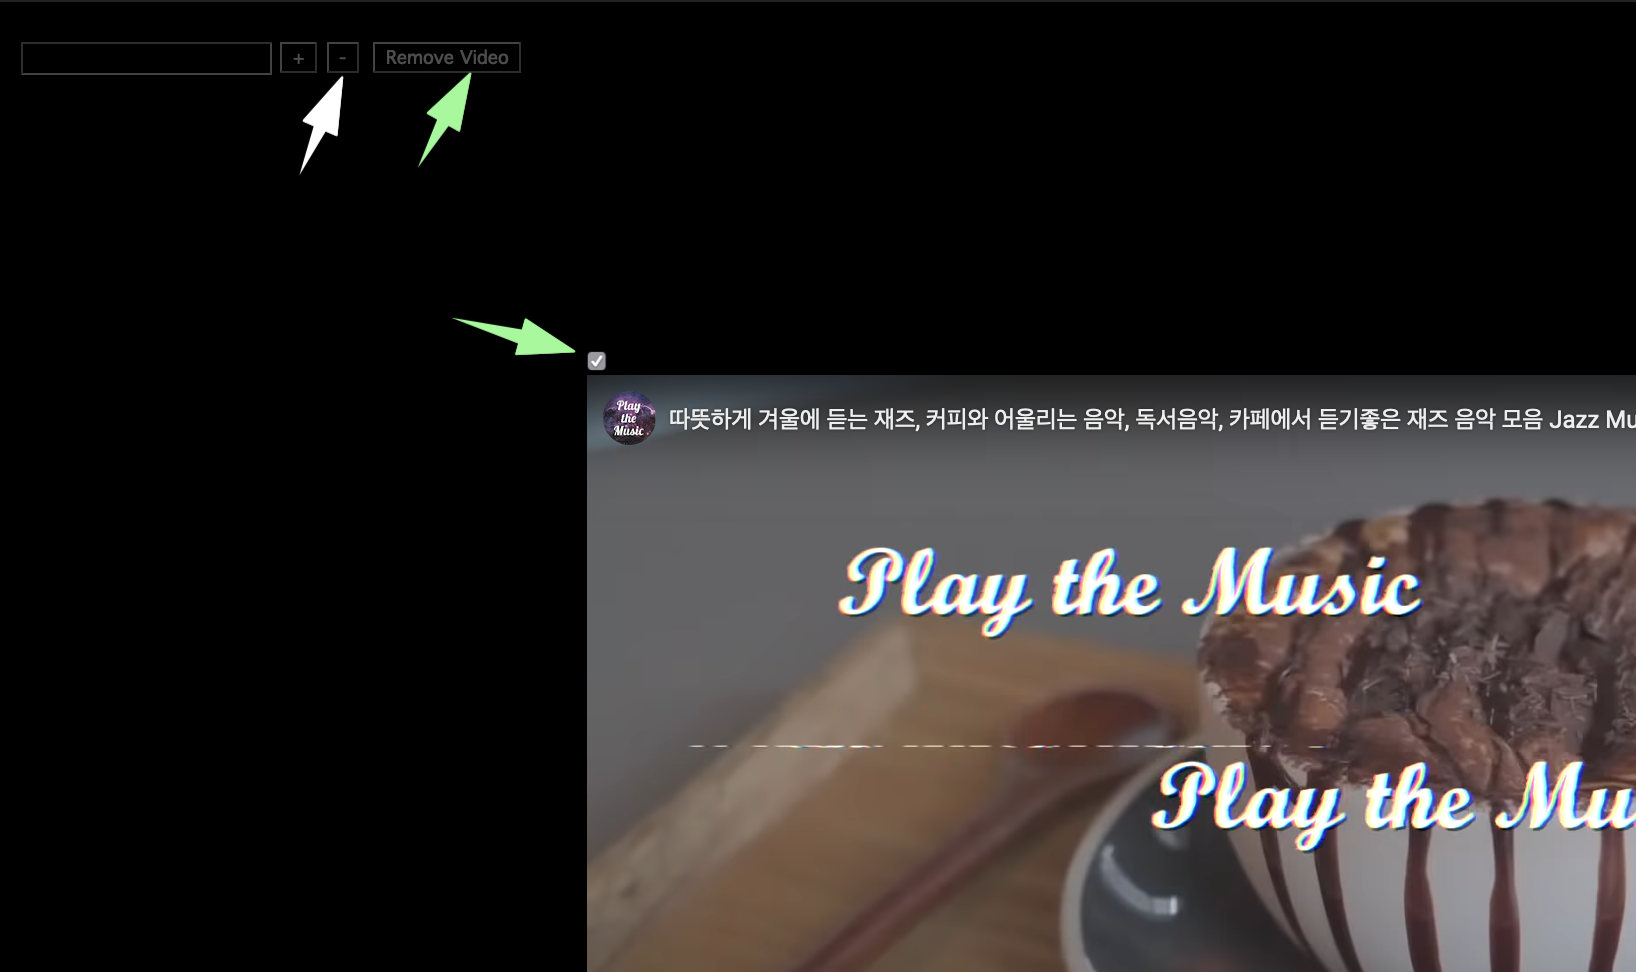 + - Remove Video
Play
the
Music
따뜻하게 겨울에 듣는 재즈, 커피와 어울리는 음악, 독서음악, 카페에서 듣기좋은 재즈 음악 모음 Jazz Mu
Play the Music
Play the Mu